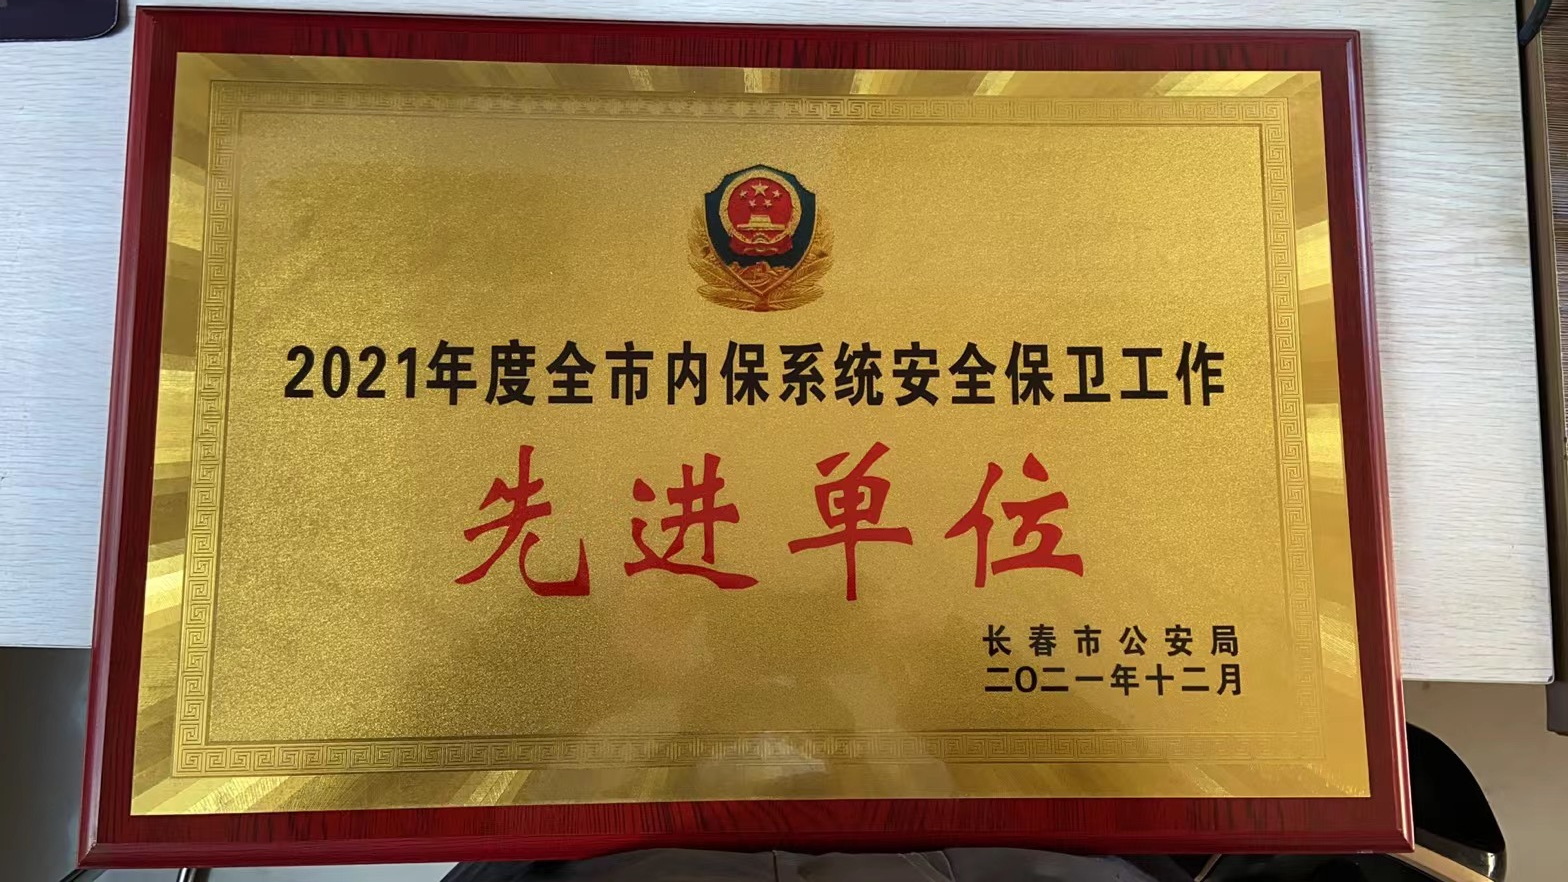 2021年度全市内保系统安全保卫工作
先进单位
长春市公安局
二〇二一年十二月